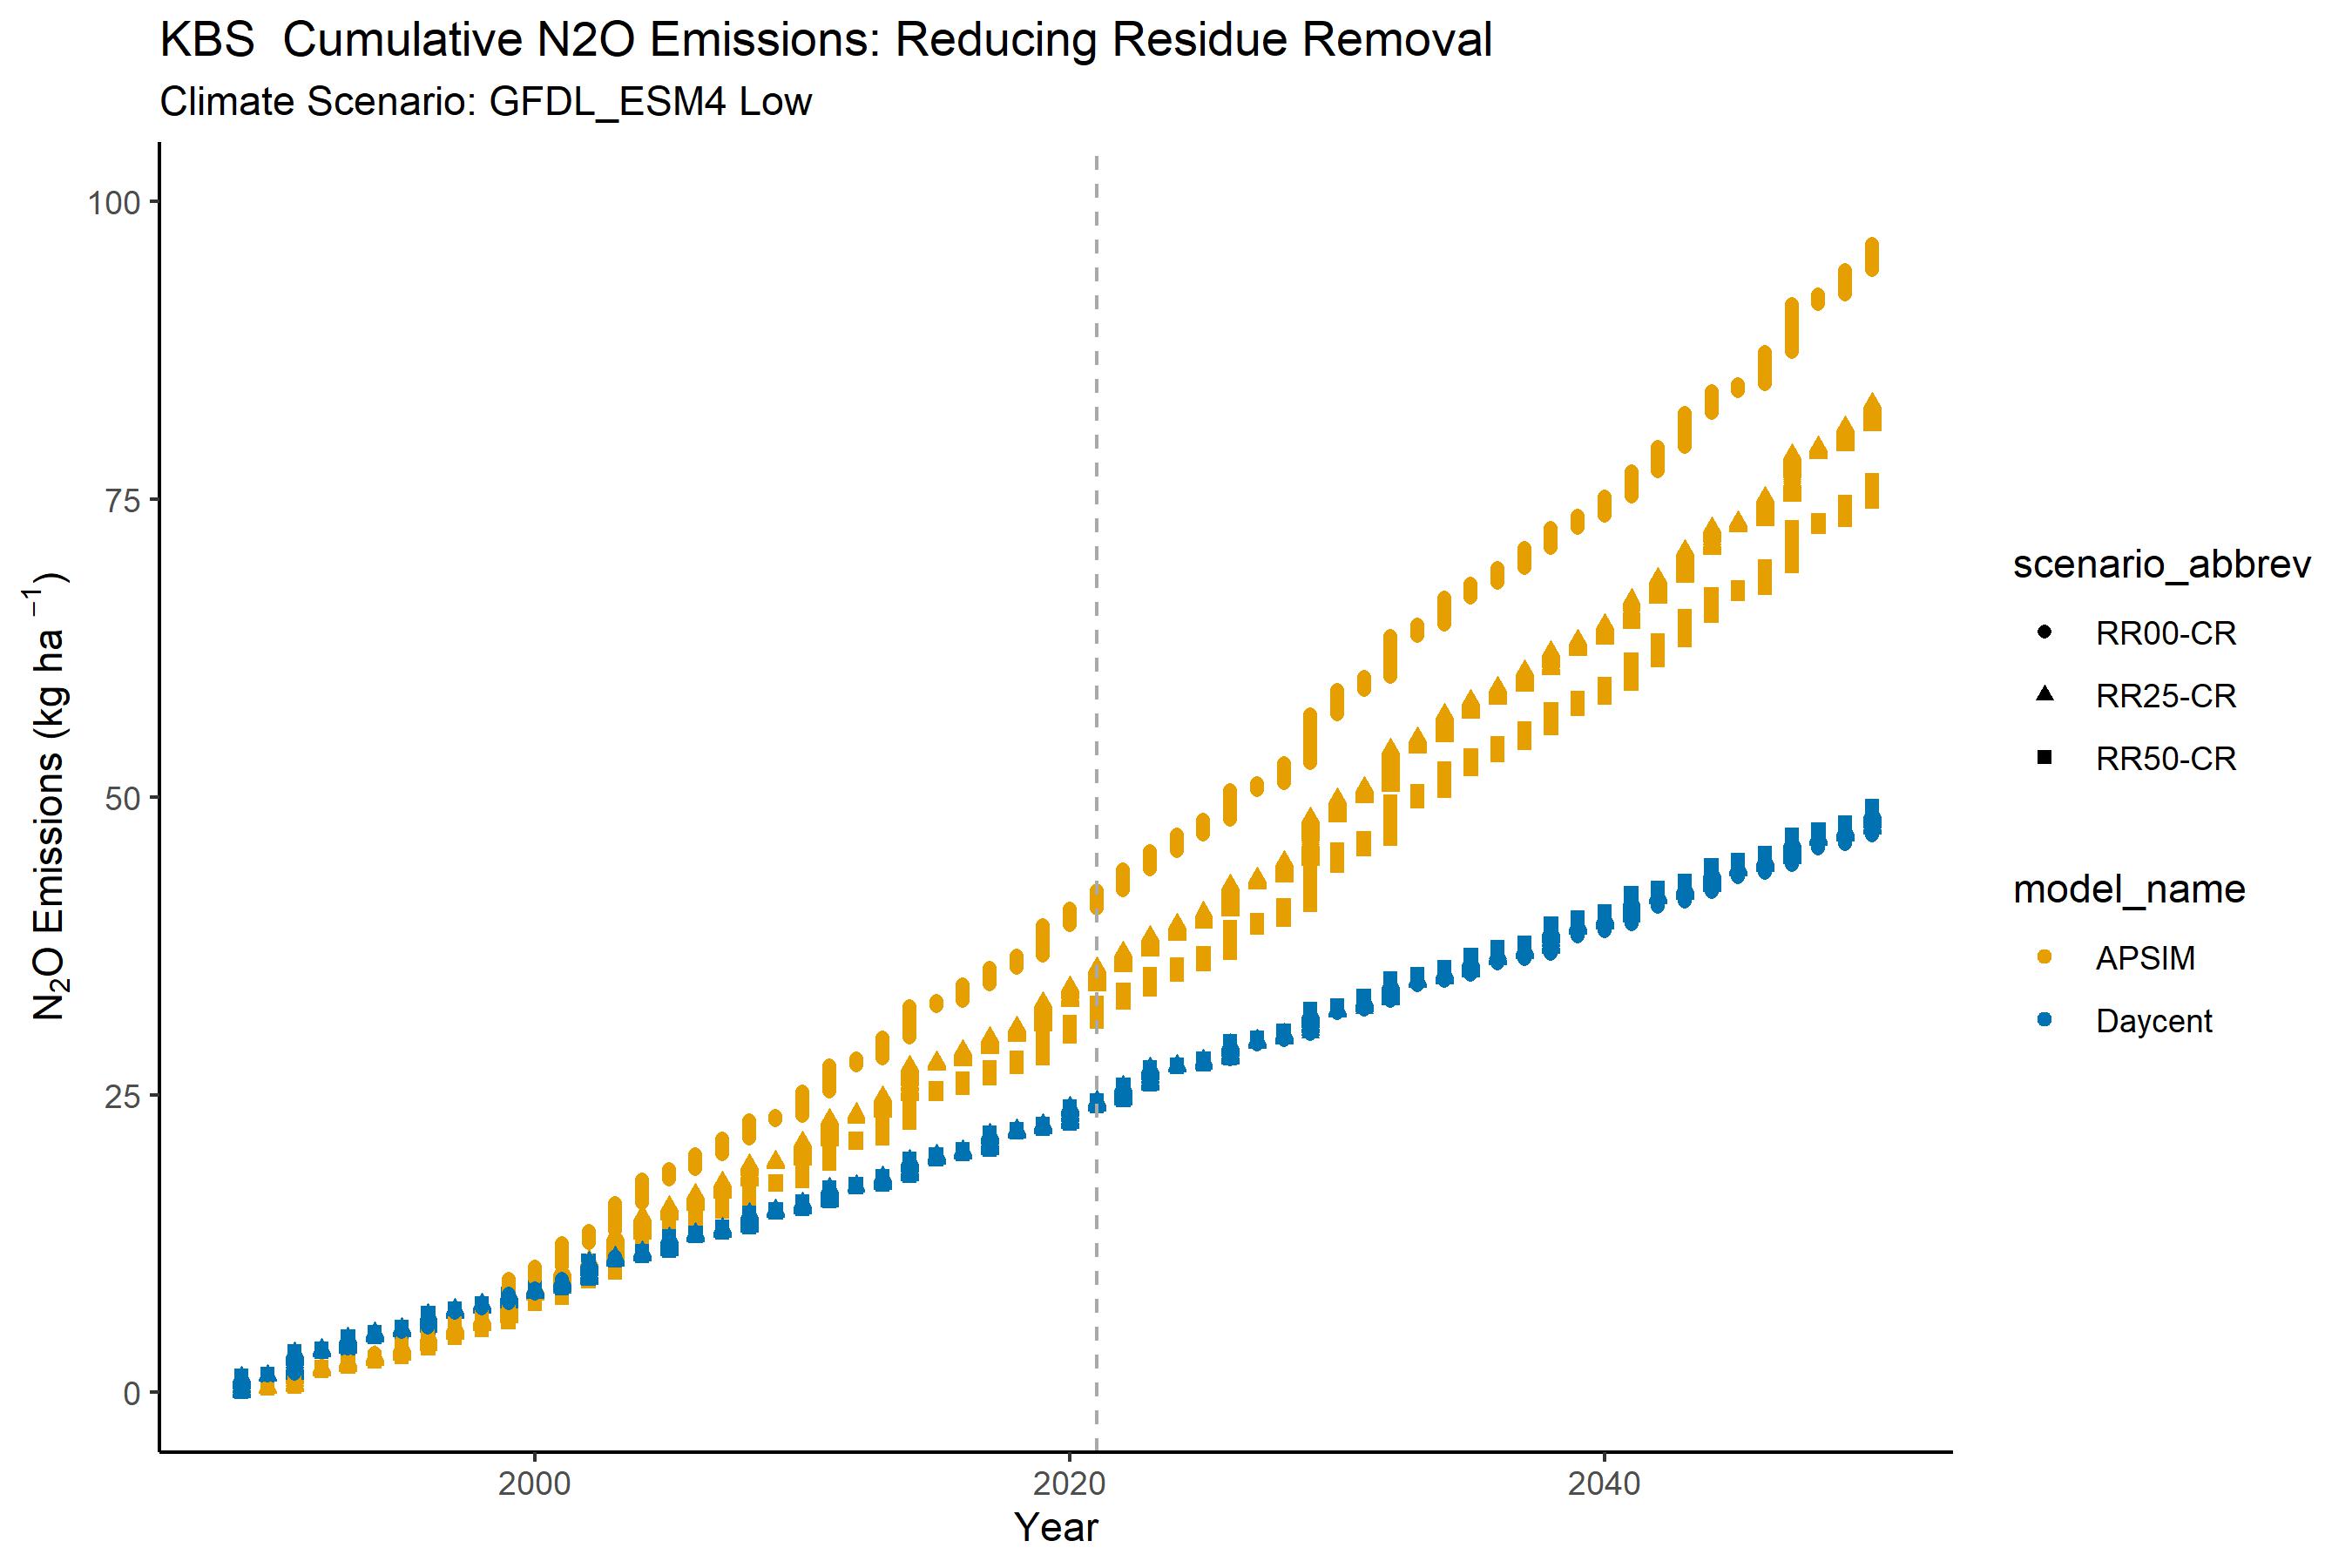 KBS  Cumulative N2O Emissions: Reducing Residue Removal
Climate Scenario: GFDL_ESM4 Low
N₂O Emissions (kg ha ⁻¹)
100
75
50
25
0
2000
2020
2040
Year
scenario_abbrev
RR00-CR
RR25-CR
RR50-CR
model_name
APSIM
Daycent